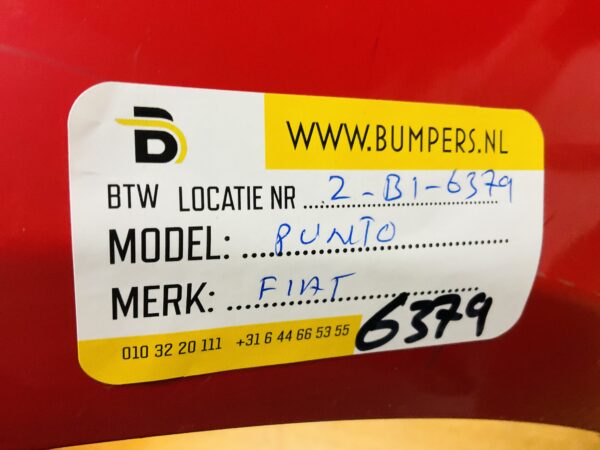 B
WWW.BUMPERS.NL
BTW LOCATIE NR ........2-B1-6379
MODEL: ....PUNTO..............
MERK: ....FIAT..............
010 32 20 111 +31 6 44 66 53 55
6379